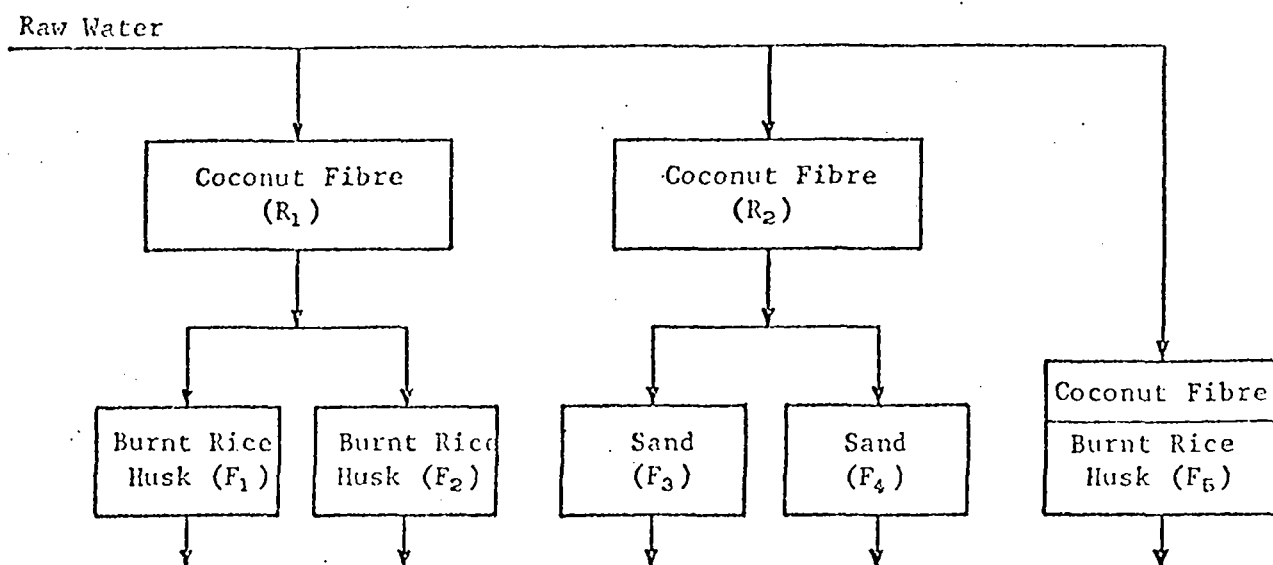 Raw Water
Coconut Fibre
(R₁)
Coconut Fibre
(R₂)
Burnt Rice
Husk (F₁)
Burnt Rice
Husk (F₂)
Sand
(F₃)
Sand
(F₄)
Coconut Fibre
Burnt Rice
Husk (F₅)